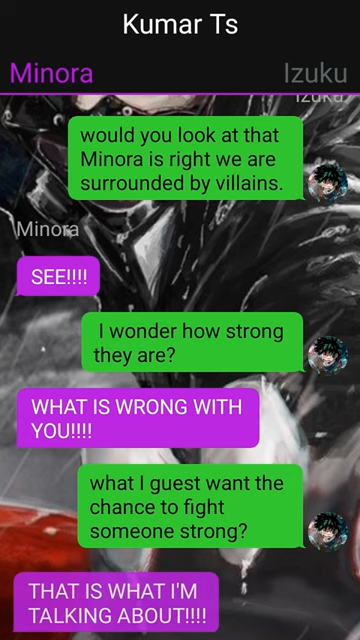 Kumar Ts
Minora
Izuku
Izuku
would you look at that
Minora is right we are
surrounded by villains.
Minora
SEE!!!!
I wonder how strong
they are?
WHAT IS WRONG WITH
YOU!!!!
what I guest want the
chance to fight
someone strong?
THAT IS WHAT I'M
TALKING ABOUT!!!!